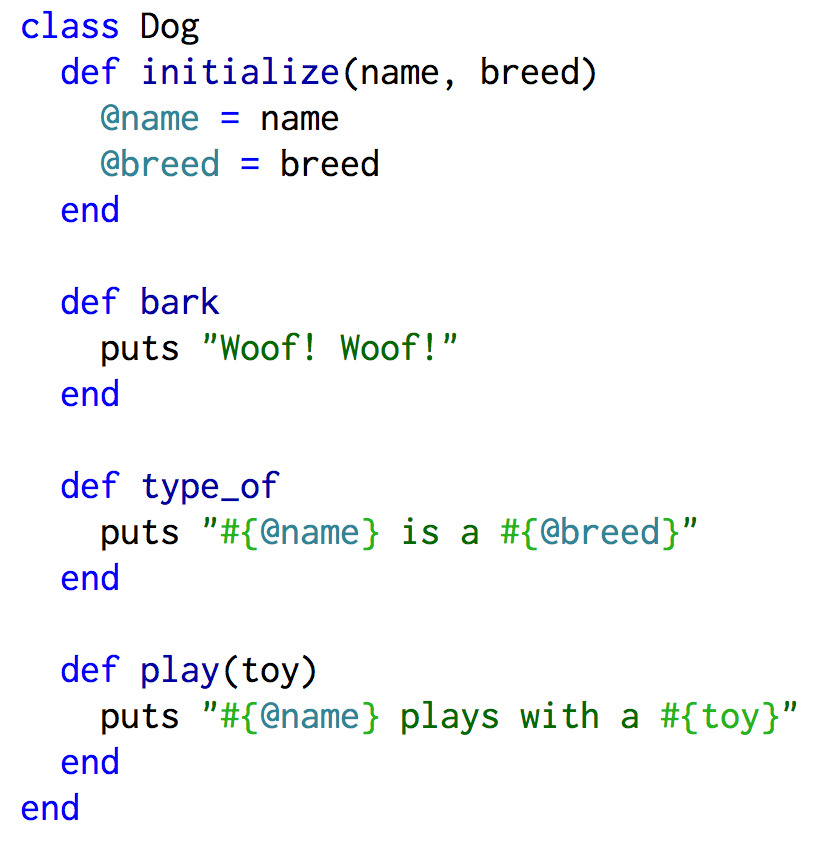 class Dog
  def initialize(name, breed)
    @name = name
    @breed = breed
  end

  def bark
    puts "Woof! Woof!"
  end

  def type_of
    puts "#{@name} is a #{@breed}"
  end

  def play(toy)
    puts "#{@name} plays with a #{toy}"
  end
end